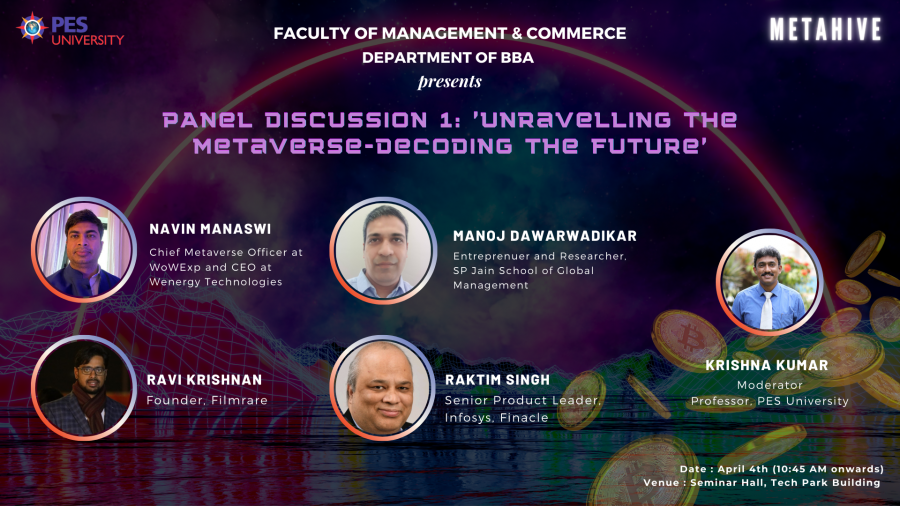 PES
UNIVERSITY
METAHIVE
FACULTY OF MANAGEMENT & COMMERCE
DEPARTMENT OF BBA
presents
PANEL DISCUSSION 1: 'UNRAVELLING THE
METAVERSE-DECODING THE FUTURE'
NAVIN MANASWI
Chief Metaverse Officer at
WoWExp and CEO at
Wenergy Technologies
MANOJ DAWARWADIKAR
Entreprenuer and Researcher,
SP Jain School of Global
Management
RAVI KRISHNAN
Founder, Filmrare
RAKTIM SINGH
Senior Product Leader,
Infosys, Finacle
KRISHNA KUMAR
Moderator
Professor, PES University
Date : April 4th (10:45 AM onwards)
Venue : Seminar Hall, Tech Park Building